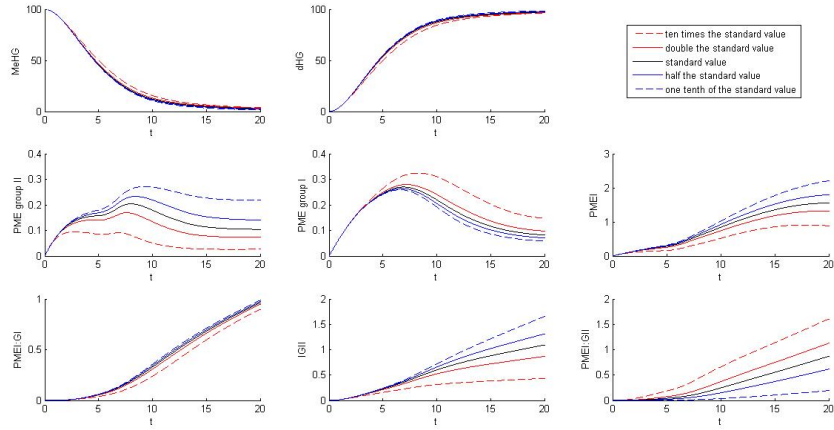 100
50
0
MeHG
0 5 10 15 20
t
100
50
0
dHG
0 5 10 15 20
t
ten times the standard value
double the standard value
standard value
half the standard value
one tenth of the standard value
0.4
0.3
0.2
0.1
0
PME group II
0 5 10 15 20
t
0.4
0.3
0.2
0.1
0
PME group I
0 5 10 15 20
t
3
2
1
0
PMEI
0 5 10 15 20
t
1
0.5
0
PMEI:GI
0 5 10 15 20
t
2
1.5
1
0.5
0
IGII
0 5 10 15 20
t
2
1.5
1
0.5
0
PMEI:GII
0 5 10 15 20
t